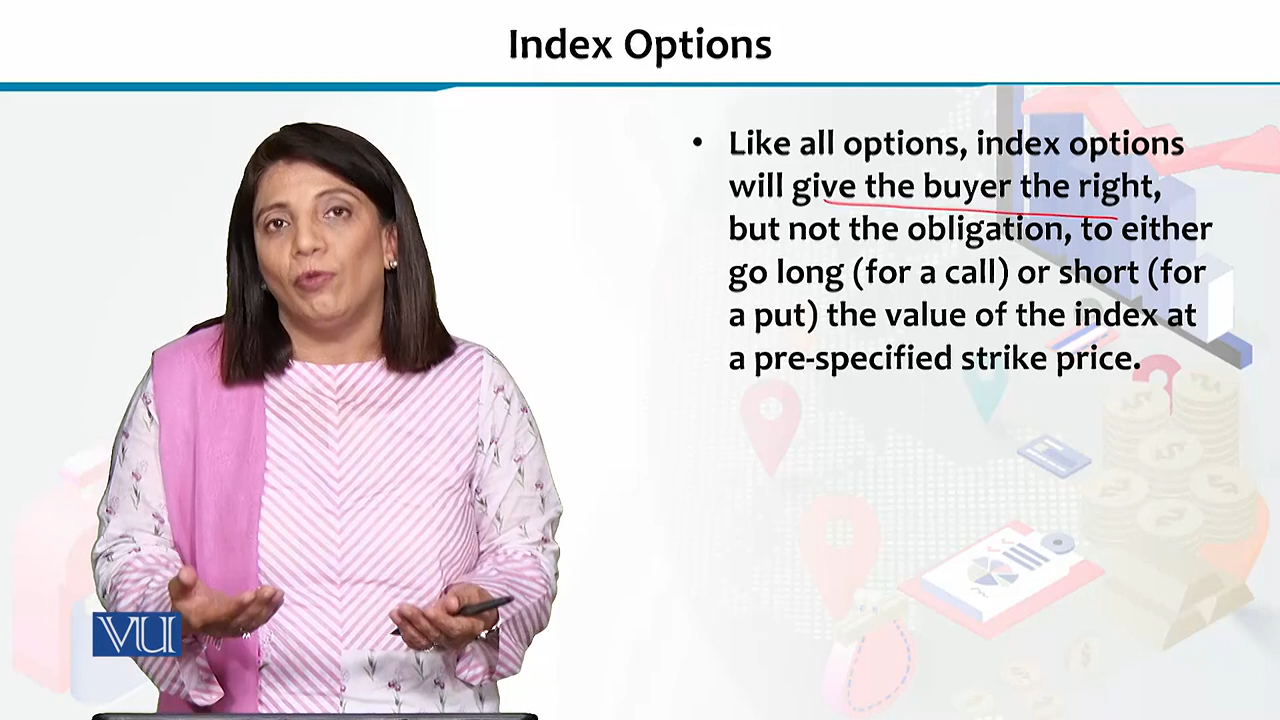 Index Options
• Like all options, index options
will give the buyer the right,
but not the obligation, to either
go long (for a call) or short (for
a put) the value of the index at
a pre-specified strike price.
VU